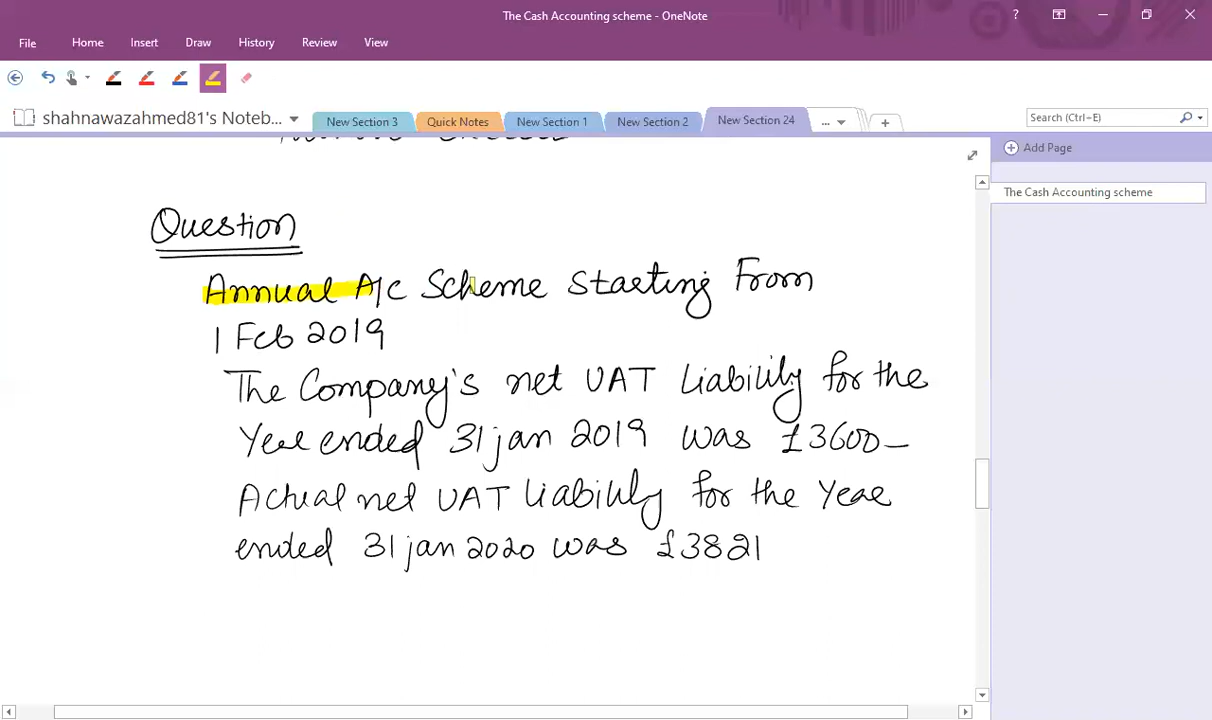 The Cash Accounting scheme - OneNote
?
File Home Insert Draw History Review View
shahnawazahmed81's Noteb... New Section 3 Quick Notes New Section 1 New Section 2 New Section 24 ... Search (Ctrl-E)
Add Page
The Cash Accounting scheme
Question
Annual A/c Scheme Starting From
1 Feb 2019
The Company's net VAT Liability for the
Year ended 31 jan 2019 was £3600-
Actual net VAT liability for the Year
ended 31 jan 2020 was £3821